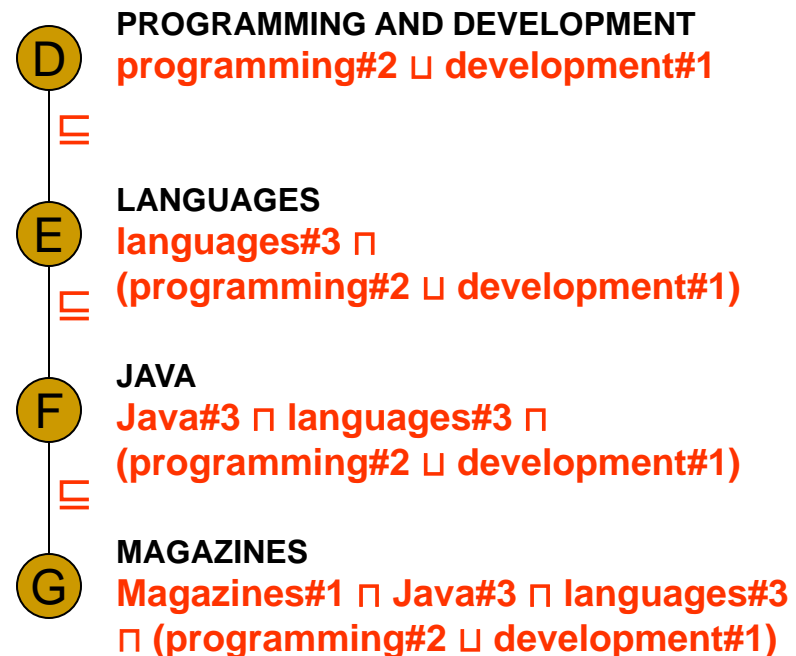 D
PROGRAMMING AND DEVELOPMENT
programming#2 ⊔ development#1
⊑
E
LANGUAGES
languages#3 ⊓
(programming#2 ⊔ development#1)
⊑
F
JAVA
Java#3 ⊓ languages#3 ⊓
(programming#2 ⊔ development#1)
⊑
G
MAGAZINES
Magazines#1 ⊓ Java#3 ⊓ languages#3
⊓ (programming#2 ⊔ development#1)